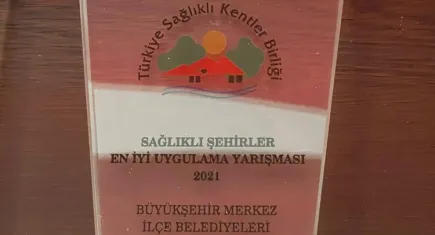 Türkiye Sağlıklı Kentler Birliği
SAĞLIKLI ŞEHİRLER
EN İYİ UYGULAMA YARIŞMASI
2021
BÜYÜKŞEHİR MERKEZ
İLÇE BELEDİYELERİ